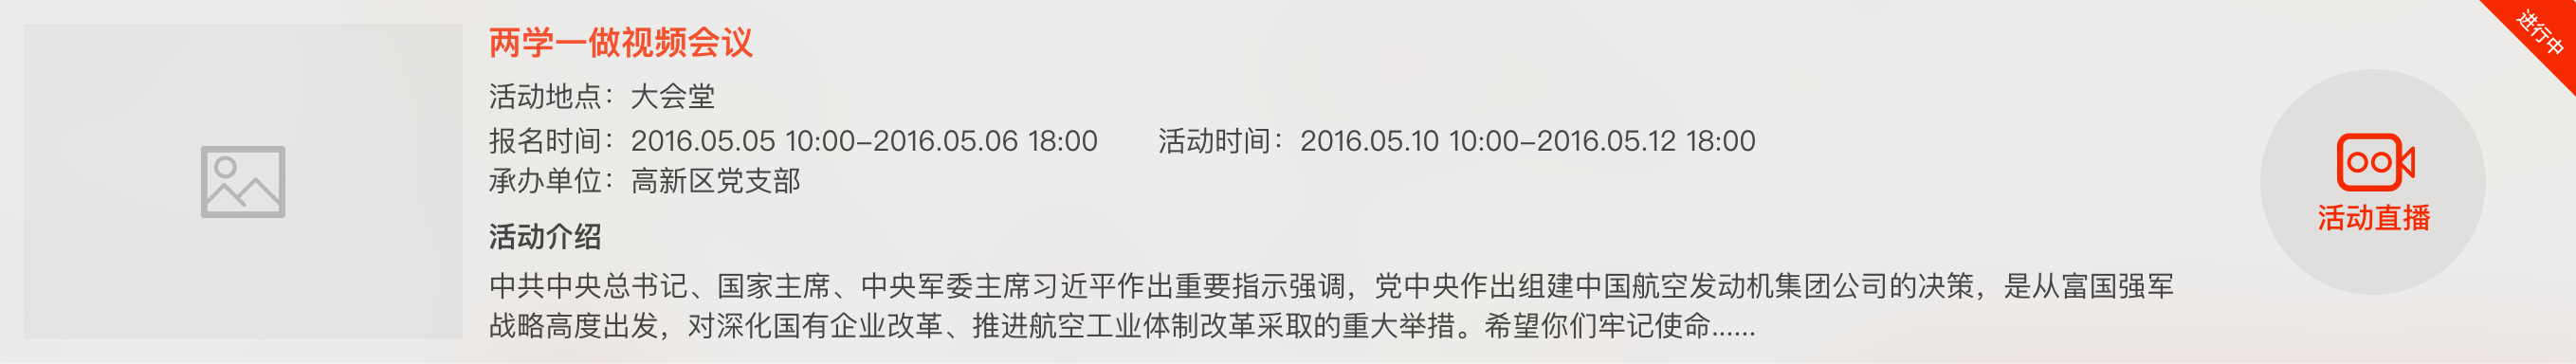 两学一做视频会议
进行中
活动地点：大会堂
报名时间：2016.05.05 10:00-2016.05.06 18:00 活动时间：2016.05.10 10:00-2016.05.12 18:00
承办单位：高新区党支部
活动直播
活动介绍
中共中央总书记、国家主席、中央军委主席习近平作出重要指示强调，党中央作出组建中国航空发动机集团公司的决策，是从富国强军
战略高度出发，对深化国有企业改革、推进航空工业体制改革采取的重大举措。希望你们牢记使命......